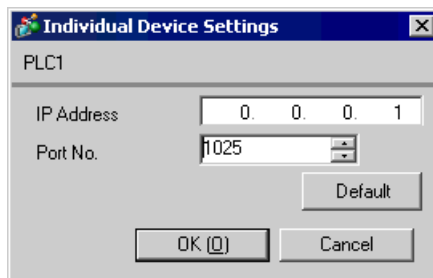 Individual Device Settings
PLC1
IP Address 0. 0. 0. 1
Port No. 1025
Default
OK (O) Cancel